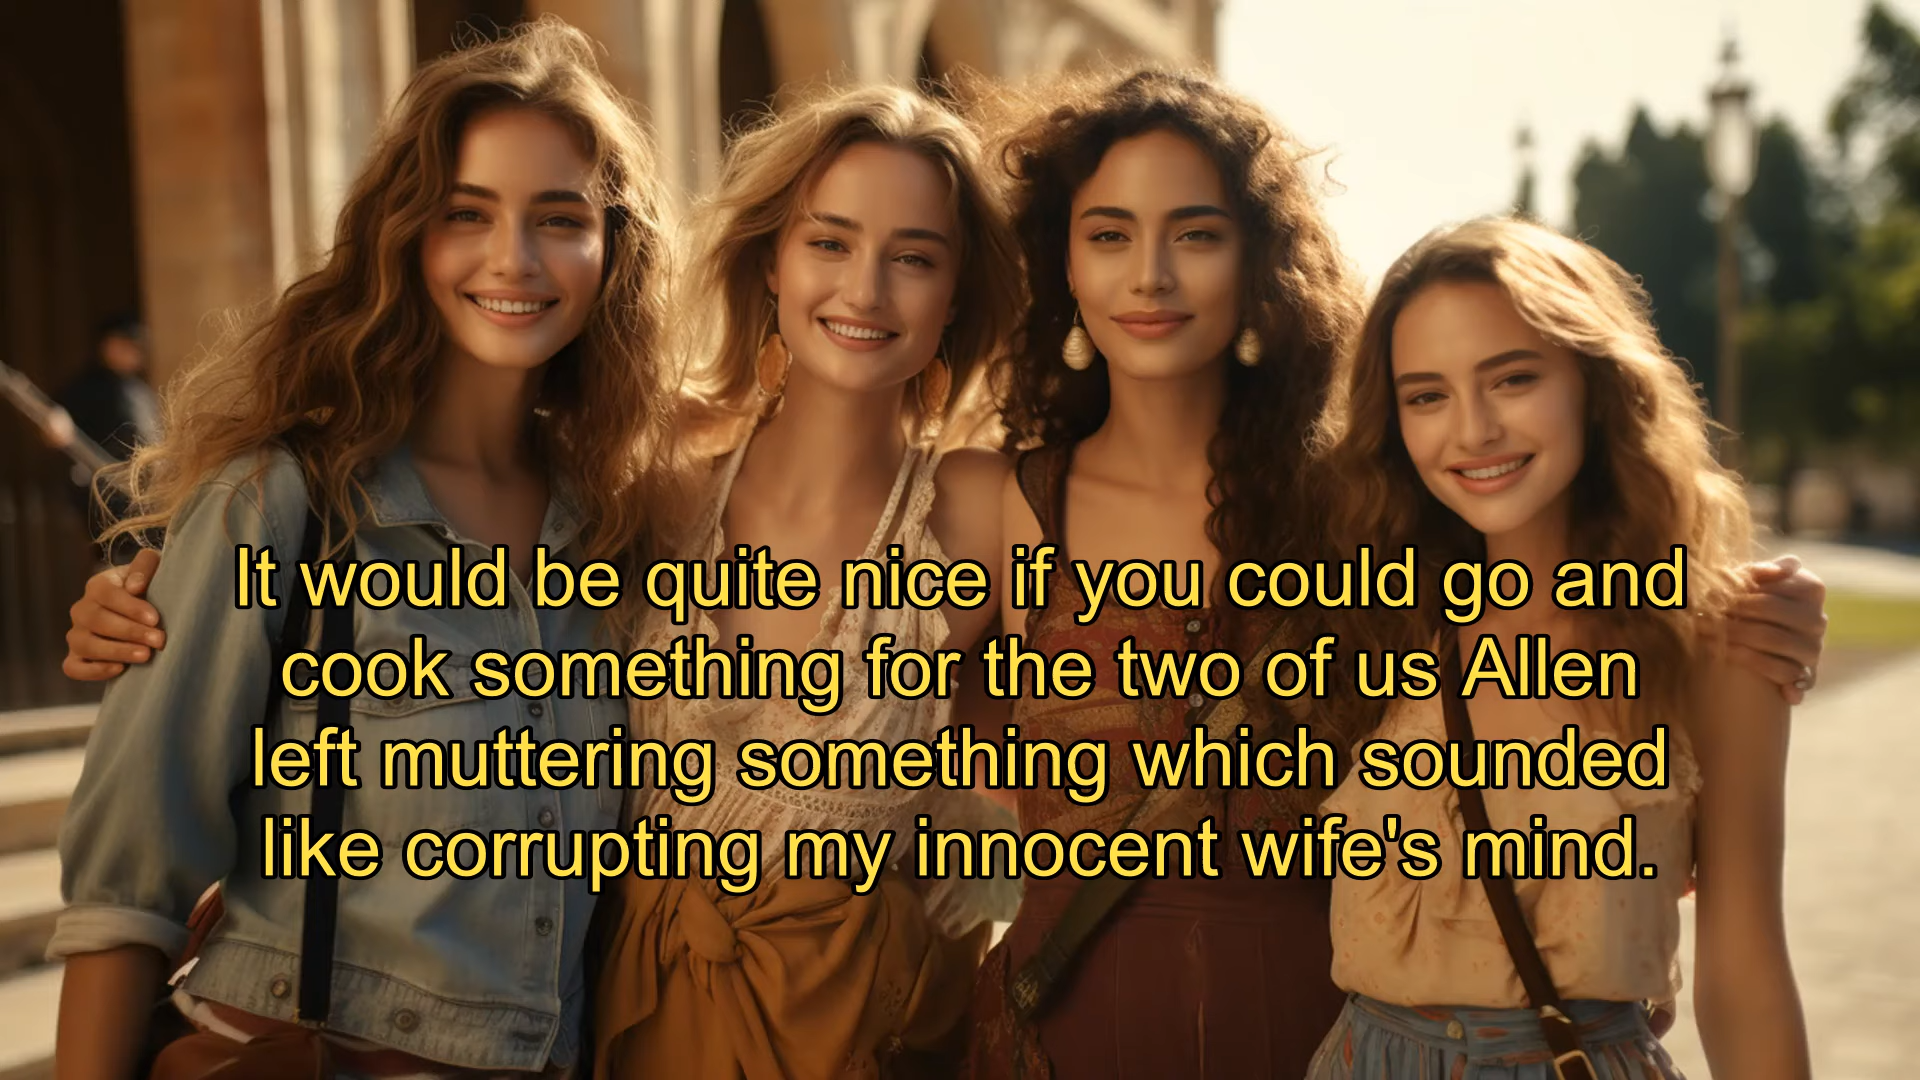 It would be quite nice if you could go and
cook something for the two of us Allen
left muttering something which sounded
like corrupting my innocent wife's mind.